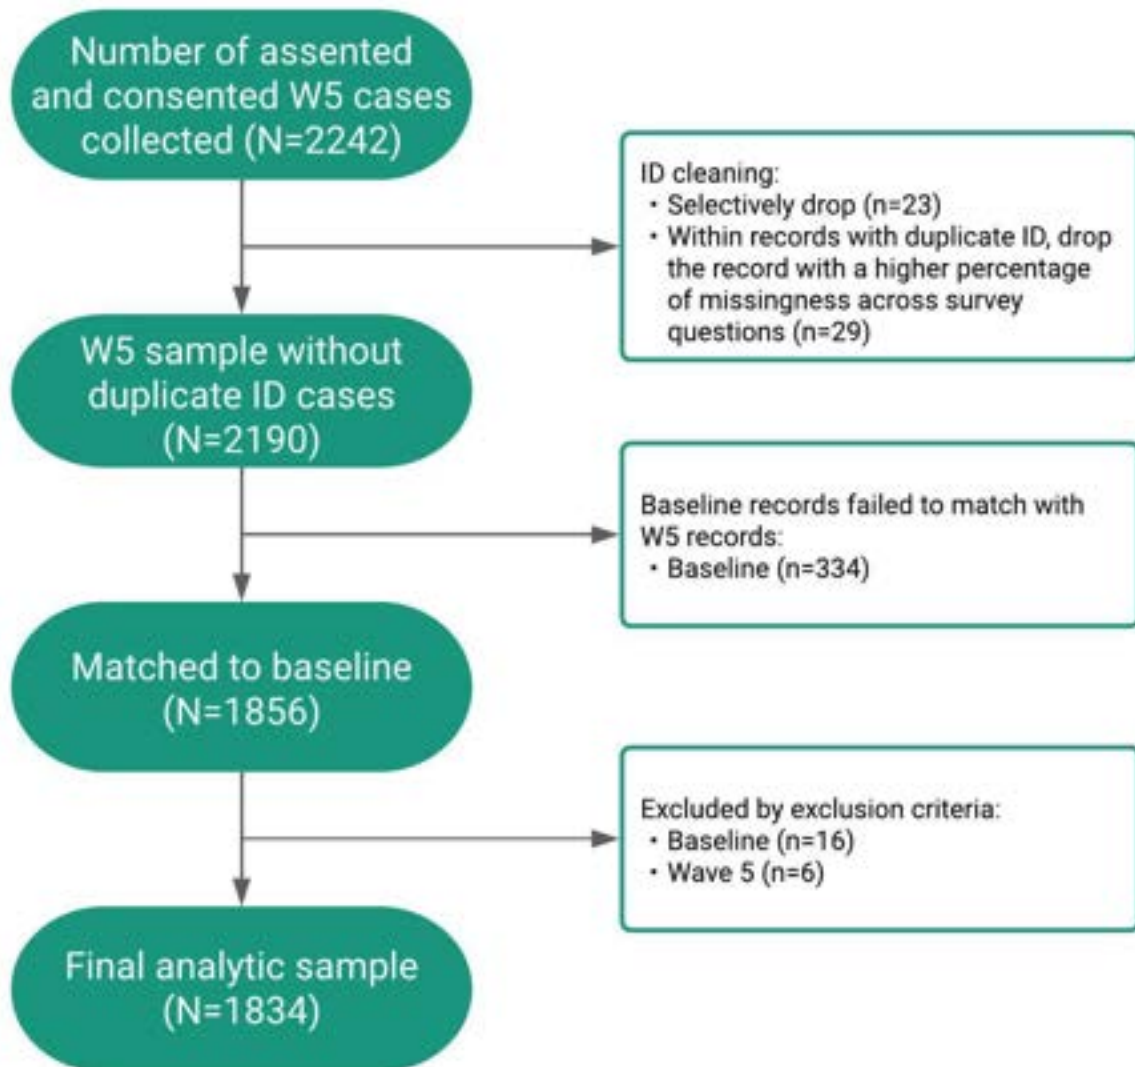 Number of assented
and consented W5 cases
collected (N=2242)
ID cleaning:
• Selectively drop (n=23)
• Within records with duplicate ID, drop
the record with a higher percentage
of missingness across survey
questions (n=29)
W5 sample without
duplicate ID cases
(N=2190)
Baseline records failed to match with
W5 records:
• Baseline (n=334)
Matched to baseline
(N=1856)
Excluded by exclusion criteria:
• Baseline (n=16)
• Wave 5 (n=6)
Final analytic sample
(N=1834)